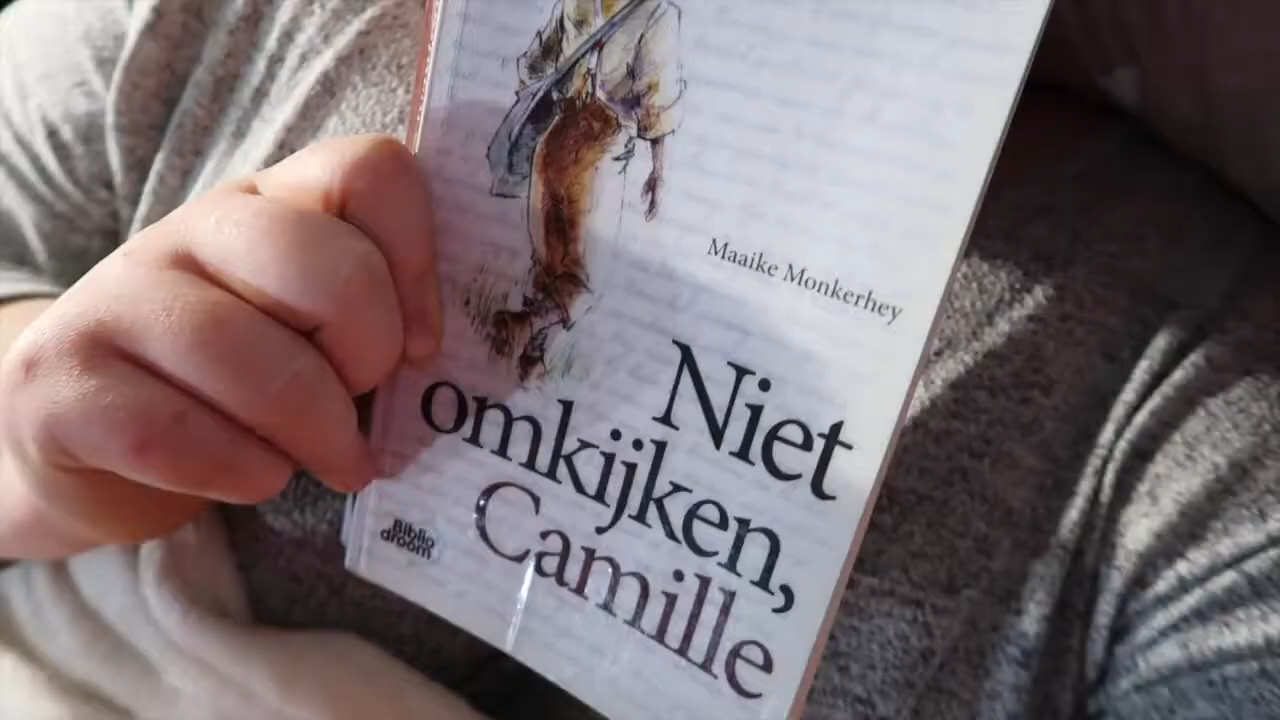 Maaike Monkerhey
Niet
omkijken,
Camille
Biblio
droom